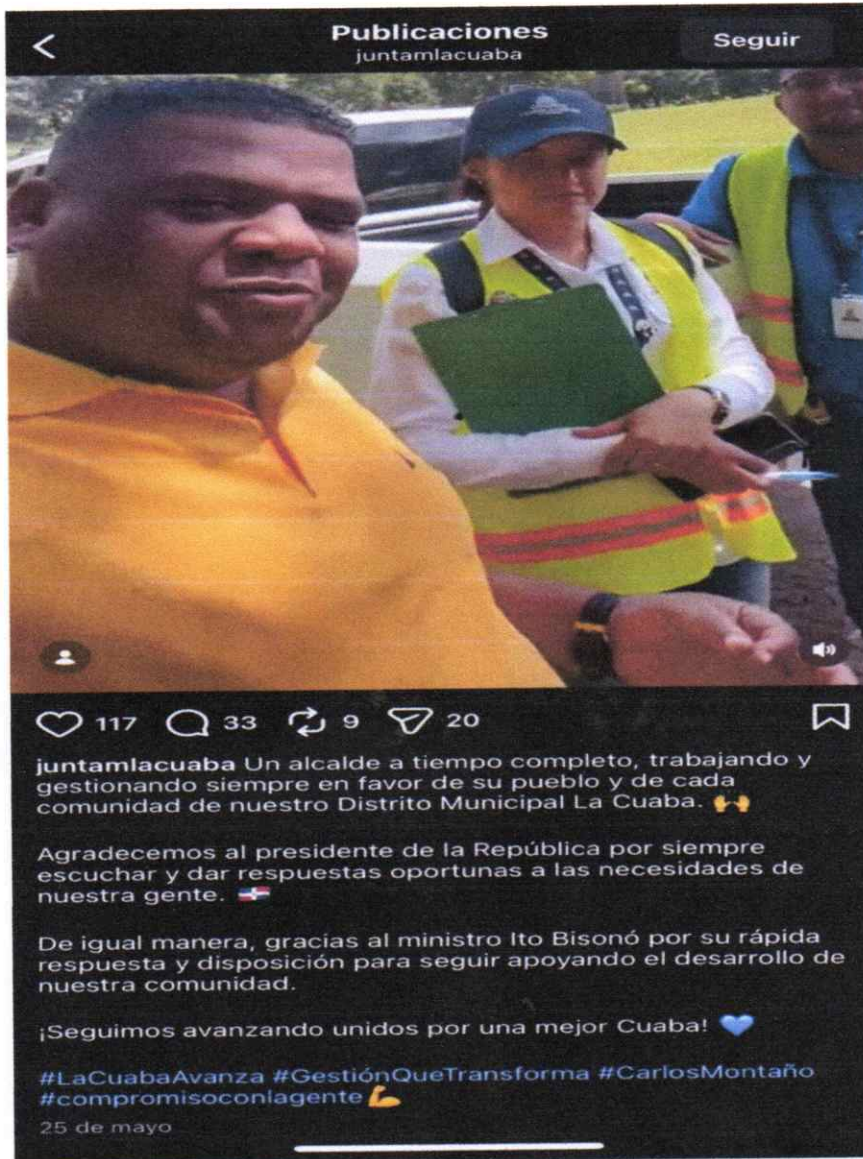 Publicaciones
juntamlacuaba
Seguir
117 33 9 20
juntamlacuaba Un alcalde a tiempo completo, trabajando y
gestionando siempre en favor de su pueblo y de cada
comunidad de nuestro Distrito Municipal La Cuaba. 🙌
Agradecemos al presidente de la República por siempre
escuchar y dar respuestas oportunas a las necesidades de
nuestra gente. 🇩🇴
De igual manera, gracias al ministro Ito Bisonó por su rápida
respuesta y disposición para seguir apoyando el desarrollo de
nuestra comunidad.
¡Seguimos avanzando unidos por una mejor Cuaba! 💙
#LaCuabaAvanza #GestiónQueTransforma #CarlosMontaño
#compromisoconlagente 💪
25 de mayo